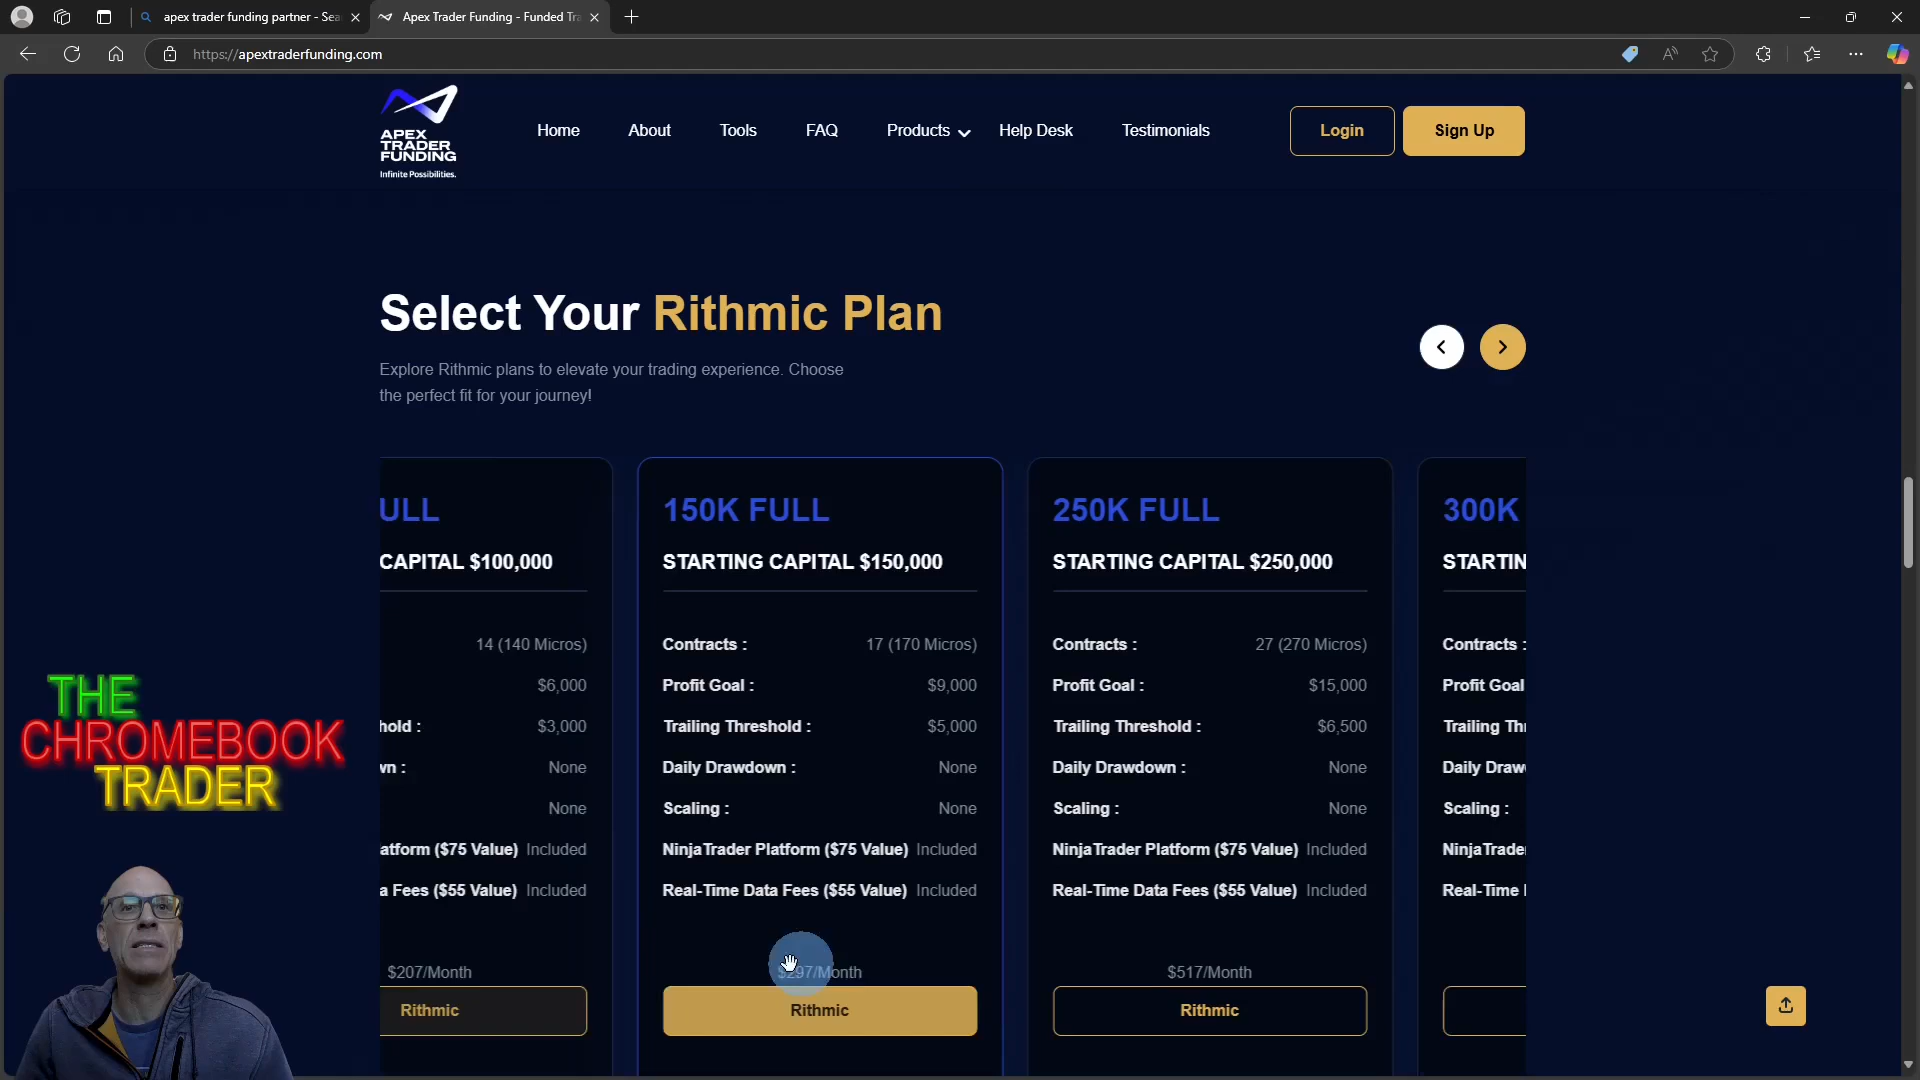 apex trader funding partner - Sea
Apex Trader Funding - Funded Tra
https://apextraderfunding.com
APEX
TRADER
FUNDING
Infinite Possibilities.
Home
About
Tools
FAQ
Products
Help Desk
Testimonials
Login
Sign Up
Select Your Rithmic Plan
Explore Rithmic plans to elevate your trading experience. Choose
the perfect fit for your journey!
ULL
CAPITAL $100,000
14 (140 Micros)
$6,000
hold : $3,000
wn : None
None
atform ($75 Value) Included
a Fees ($55 Value) Included
$207/Month
Rithmic
150K FULL
STARTING CAPITAL $150,000
Contracts : 17 (170 Micros)
Profit Goal : $9,000
Trailing Threshold : $5,000
Daily Drawdown : None
Scaling : None
NinjaTrader Platform ($75 Value) Included
Real-Time Data Fees ($55 Value) Included
$297/Month
Rithmic
250K FULL
STARTING CAPITAL $250,000
Contracts : 27 (270 Micros)
Profit Goal : $15,000
Trailing Threshold : $6,500
Daily Drawdown : None
Scaling : None
NinjaTrader Platform ($75 Value) Included
Real-Time Data Fees ($55 Value) Included
$517/Month
Rithmic
300K
STARTIN
Contracts :
Profit Goal
Trailing Thr
Daily Draw
Scaling :
NinjaTrade
Real-Time
THE
CHROMEBOOK
TRADER